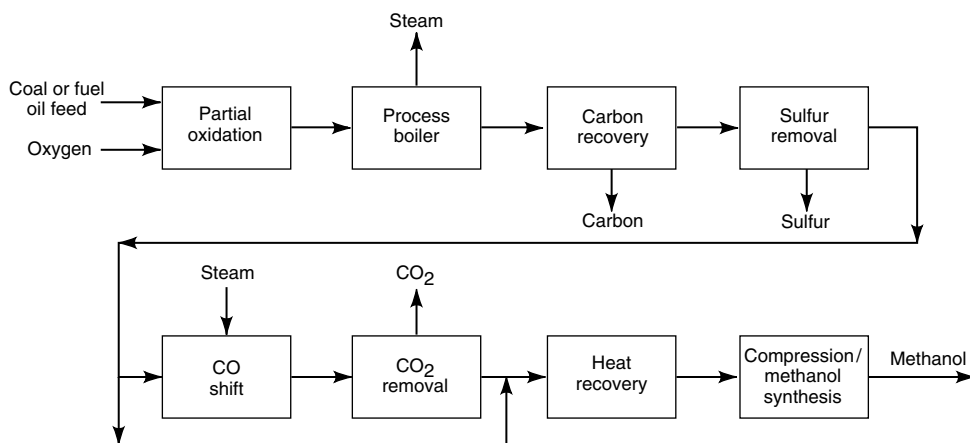 Steam
Coal or fuel
oil feed
Oxygen
Partial
oxidation
Process
boiler
Carbon
recovery
Sulfur
removal
Carbon
Sulfur
Steam
CO2
CO
shift
CO2
removal
Heat
recovery
Compression/
methanol
synthesis
Methanol